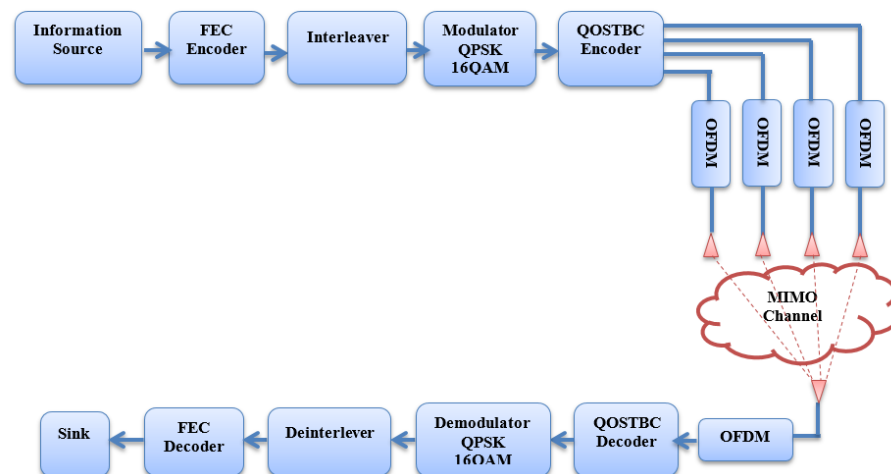 Information
Source
FEC
Encoder
Interleaver
Modulator
QPSK
16QAM
QOSTBC
Encoder
OFDM
OFDM
OFDM
OFDM
MIMO
Channel
Sink
FEC
Decoder
Deinterlever
Demodulator
QPSK
16QAM
QOSTBC
Decoder
OFDM